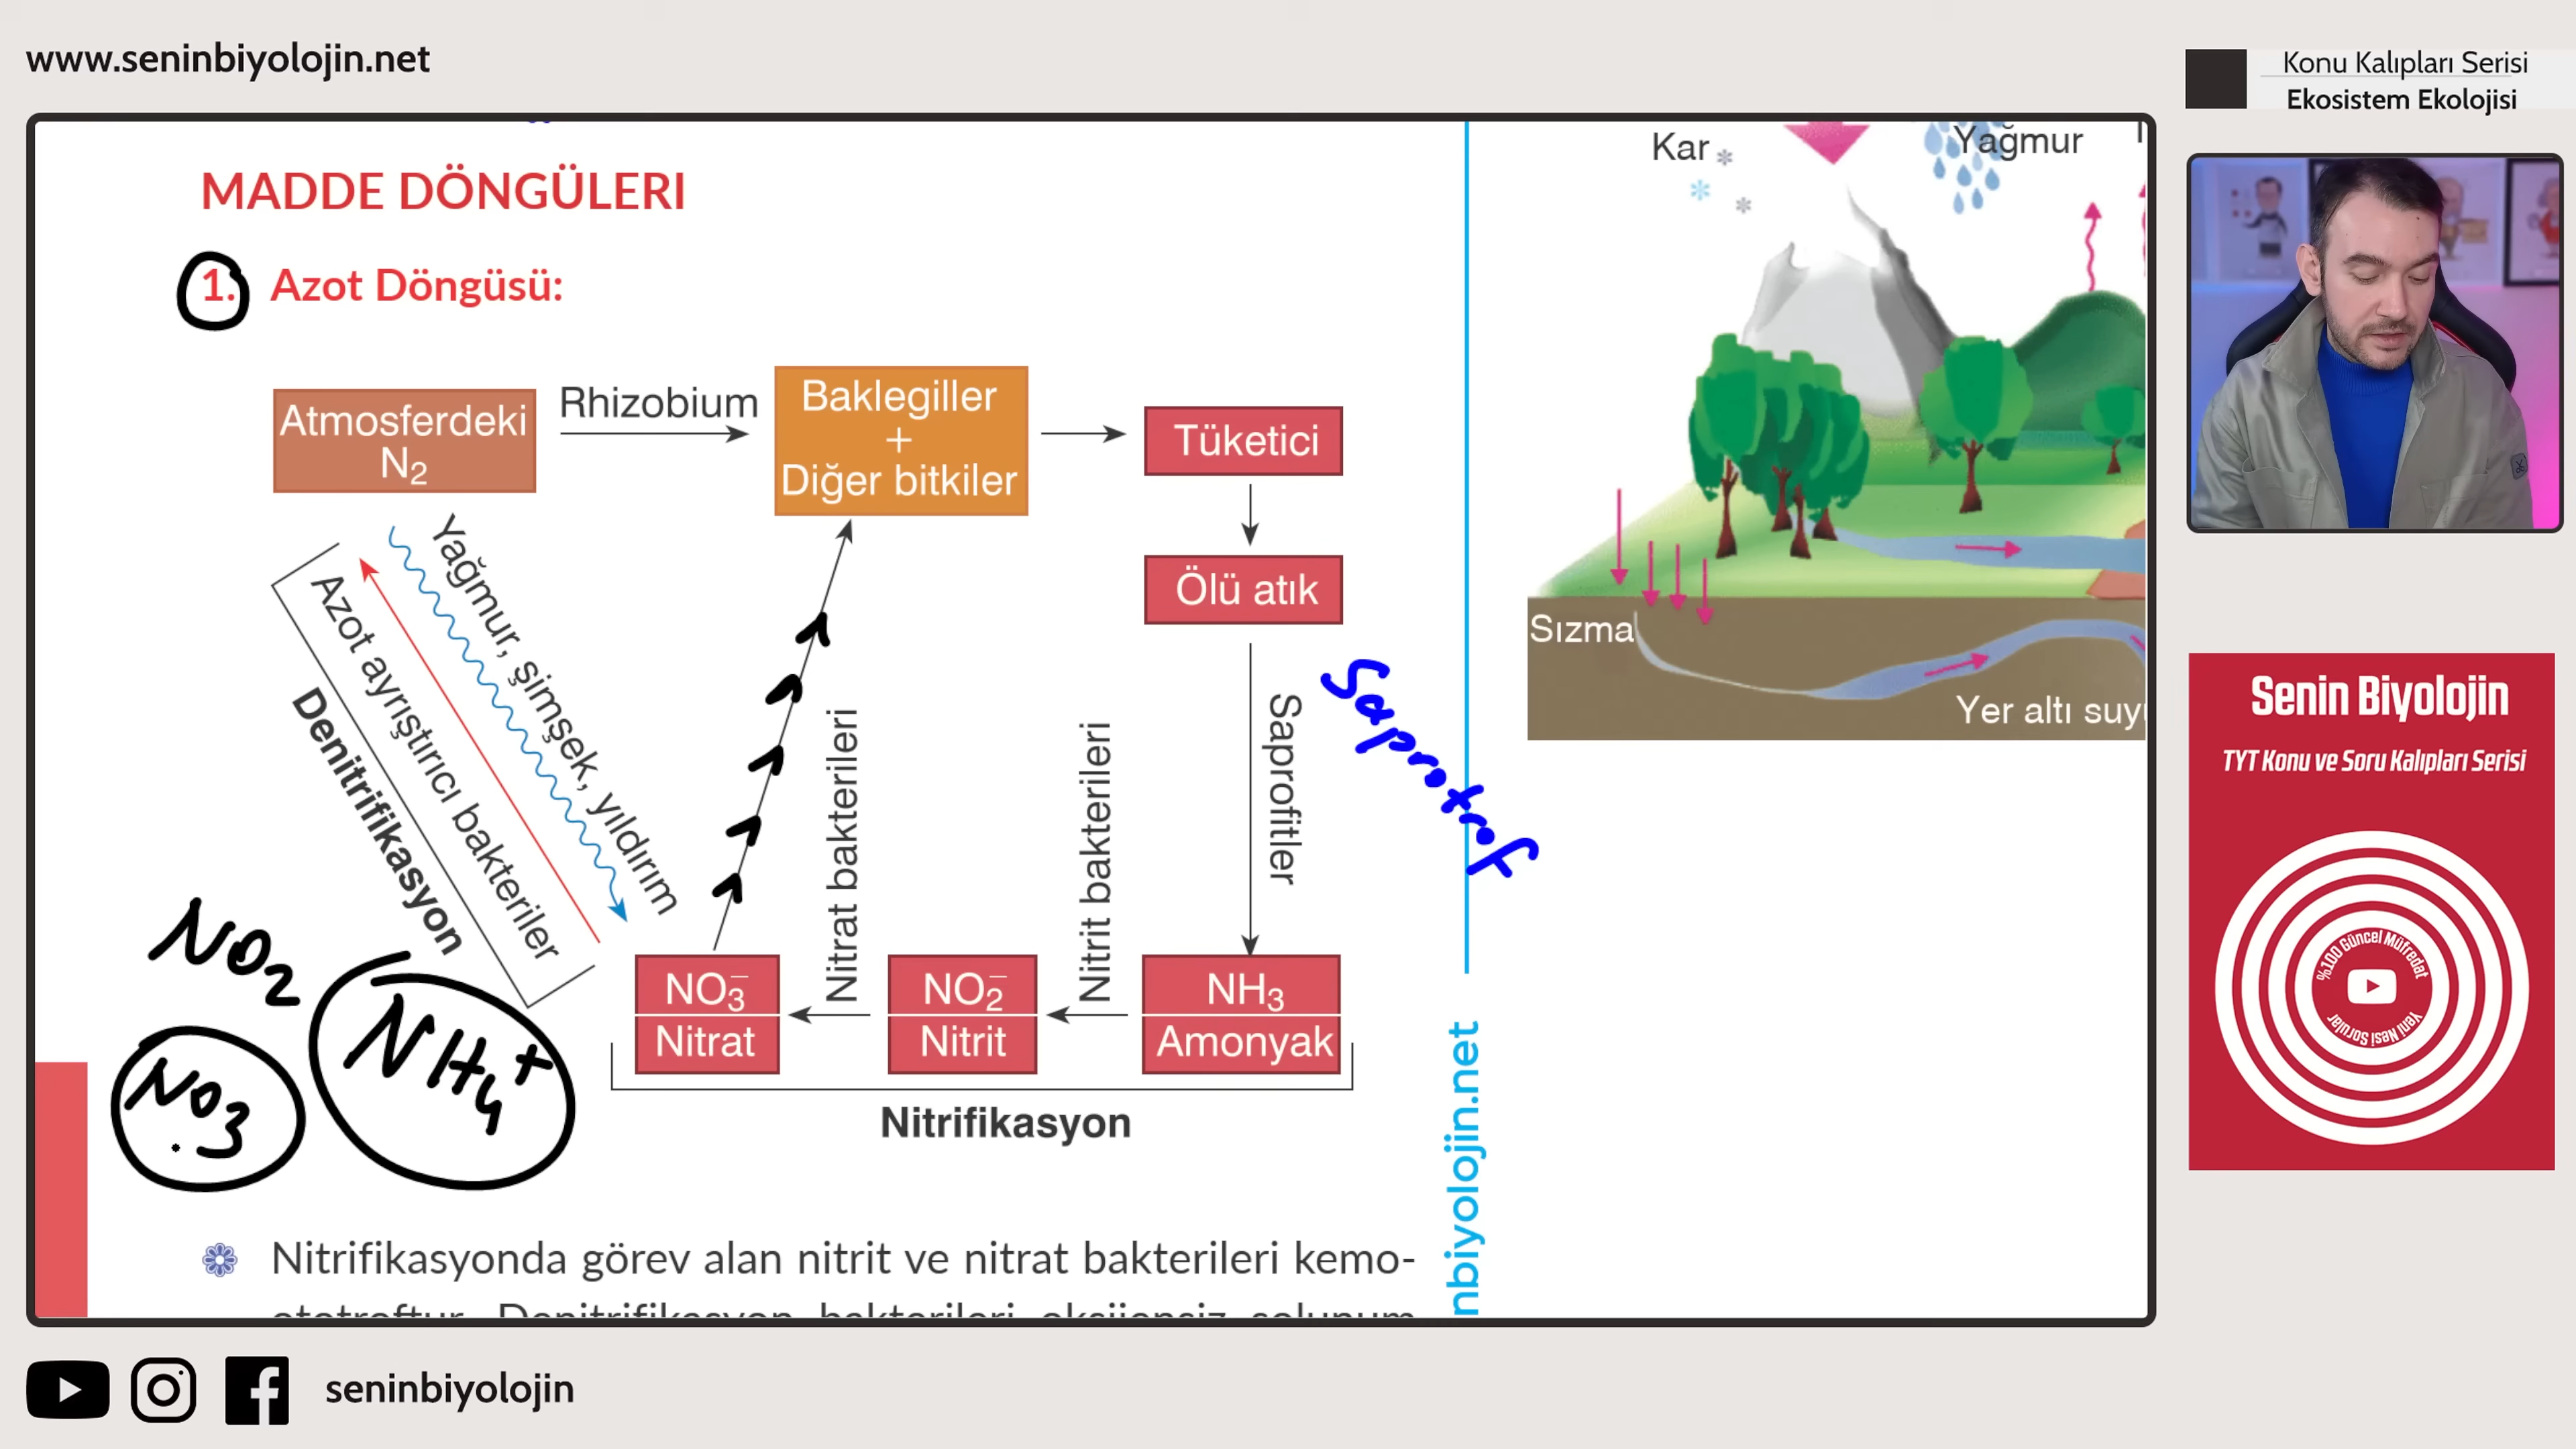 www.seninbiyolojin.net
Konu Kalıpları Serisi
Ekosistem Ekolojisi
MADDE DÖNGÜLERI
1. Azot Döngüsü:
Atmosferdeki
N₂
Rhizobium
Baklegiller
+
Diğer bitkiler
Tüketici
Ölü atık
Saprofitler
Saprotrof
Yağmur, şimşek, yıldırım
Azot ayrıştırıcı bakteriler
Denitrifikasyon
Nitrat bakterileri
Nitrit bakterileri
NO₃⁻
Nitrat
NO₂⁻
Nitrit
NH₃
Amonyak
Nitrifikasyon
NO₂
NO₃
NH₄⁺
Nitrifikasyonda görev alan nitrit ve nitrat bakterileri kemo-
Denitrifikasyon bakterileri oksijensiz solunum
nbiyolojin.net
Kar
Yağmur
Sızma
Yer altı suy
Senin Biyolojin
TYT Konu ve Soru Kalıpları Serisi
%100 Güncel Müfredat
Yeni Nesil Sorular
seninbiyolojin